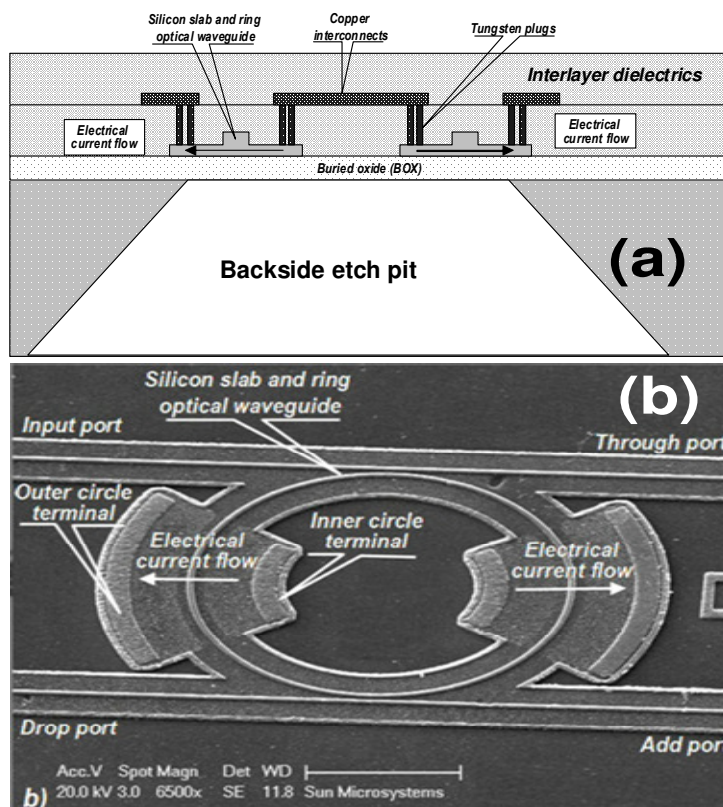 Silicon slab and ring
optical waveguide
Copper
interconnects
Tungsten plugs
Interlayer dielectrics
Electrical
current flow
Electrical
current flow
Buried oxide (BOX)
Backside etch pit
(a)
Silicon slab and ring
optical waveguide
(b)
Input port
Through port
Outer circle
terminal
Inner circle
terminal
Electrical
current flow
Electrical
current flow
Drop port
Add port
Acc.V Spot Magn Det WD
b) 20.0 kV 3.0 6500x SE 11.8 Sun Microsystems